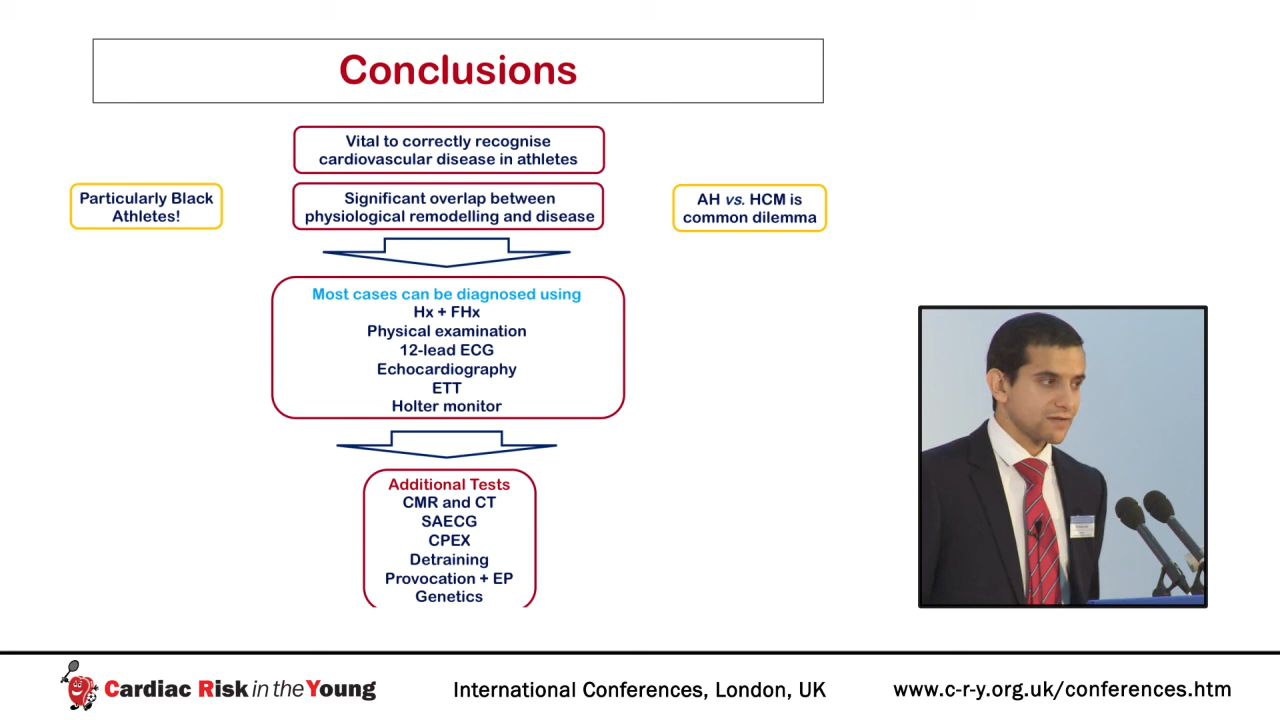 Conclusions
Vital to correctly recognise
cardiovascular disease in athletes
Particularly Black
Athletes!
Significant overlap between
physiological remodelling and disease
AH vs. HCM is
common dilemma
Most cases can be diagnosed using
Hx + FHx
Physical examination
12-lead ECG
Echocardiography
ETT
Holter monitor
Additional Tests
CMR and CT
SAECG
CPEX
Detraining
Provocation + EP
Genetics
Cardiac Risk in the Young
International Conferences, London, UK
www.c-r-y.org.uk/conferences.htm